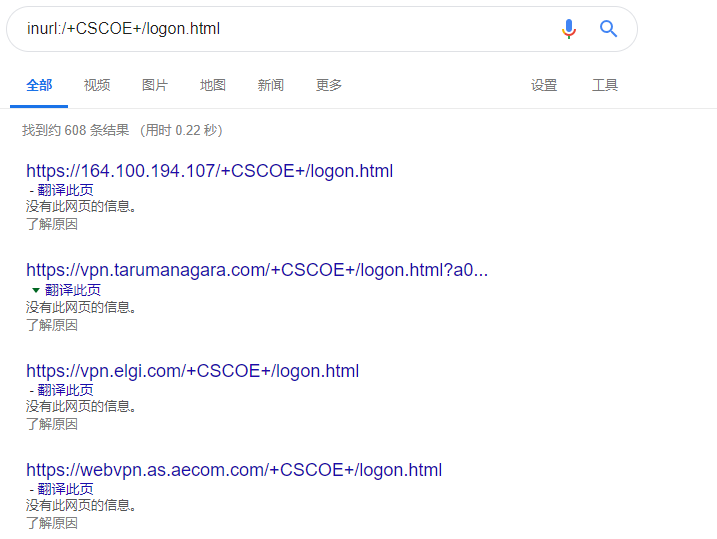 inurl:/+CSCOE+/logon.html
全部 视频 图片 地图 新闻 更多 设置 工具
找到约 608 条结果 （用时 0.22 秒）
https://164.100.194.107/+CSCOE+/logon.html
- 翻译此页
没有此网页的信息。
了解原因
https://vpn.tarumanagara.com/+CSCOE+/logon.html?a0...
翻译此页
没有此网页的信息。
了解原因
https://vpn.elgi.com/+CSCOE+/logon.html
- 翻译此页
没有此网页的信息。
了解原因
https://webvpn.as.aecom.com/+CSCOE+/logon.html
- 翻译此页
没有此网页的信息。
了解原因